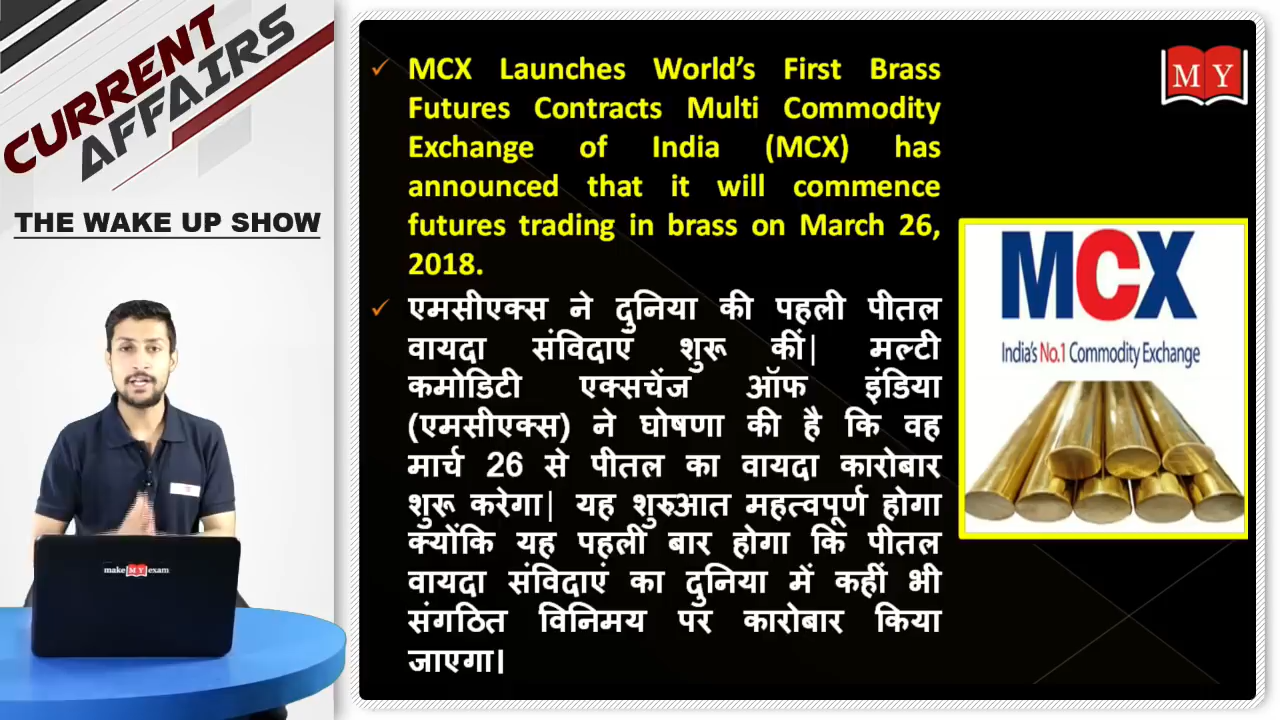 CURRENT
AFFAIRS
THE WAKE UP SHOW
make MY exam
MCX Launches World’s First Brass
Futures Contracts Multi Commodity
Exchange of India (MCX) has
announced that it will commence
futures trading in brass on March 26,
2018.
एमसीएक्स ने दुनिया की पहली पीतल
वायदा संविदाएं शुरू कीं|  मल्टी
कमोडिटी एक्सचेंज ऑफ इंडिया
(एमसीएक्स) ने घोषणा की है कि वह
मार्च 26 से पीतल का वायदा कारोबार
शुरू करेगा| यह शुरुआत महत्वपूर्ण होगा
क्योंकि यह पहली बार होगा कि पीतल
वायदा संविदाएं का दुनिया में कहीं भी
संगठित विनिमय पर कारोबार किया
जाएगा।
MY
MCX
India's No.1 Commodity Exchange